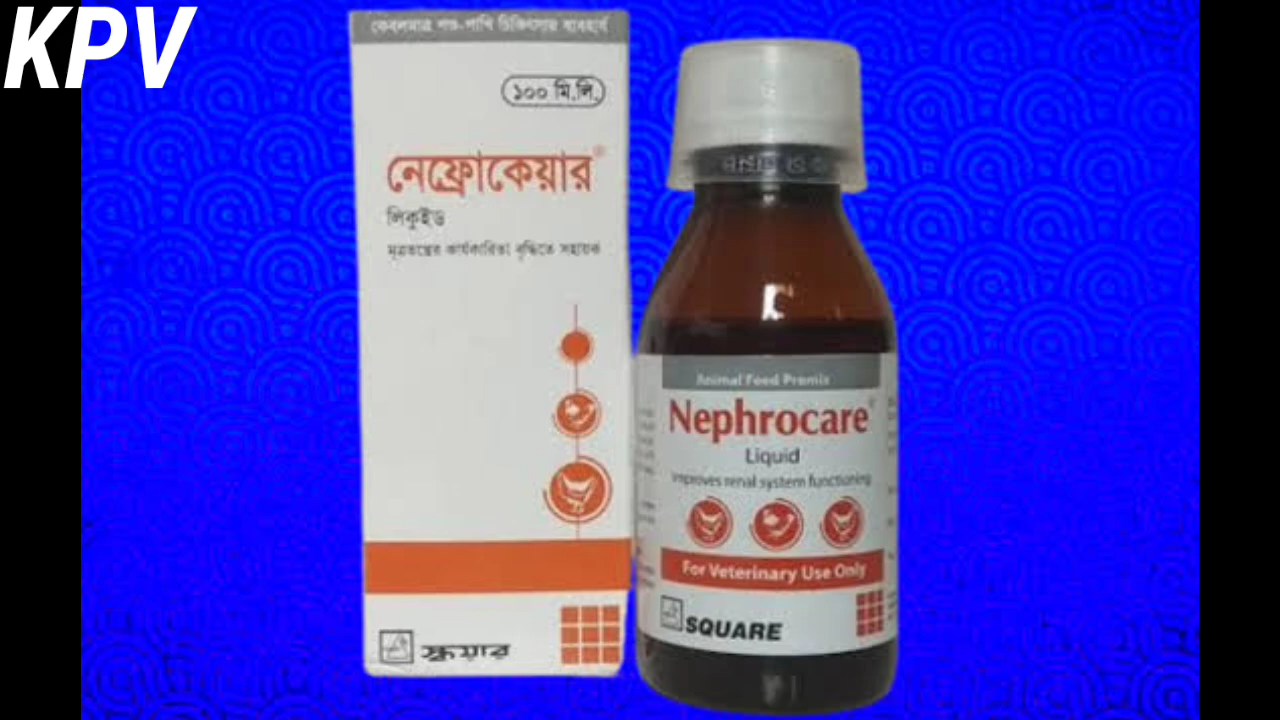 KPV
কেবলমাত্র পশু-পাখি চিকিৎসায় ব্যবহার্য
১০০ মি.লি.
নেফ্রোকেয়ার®
লিকুইড
মূত্রতন্ত্রের কার্যকারিতা বৃদ্ধিতে সহায়ক
স্কয়ার
Animal Feed Premix
Nephrocare®
Liquid
Improves renal system functioning
For Veterinary Use Only
SQUARE